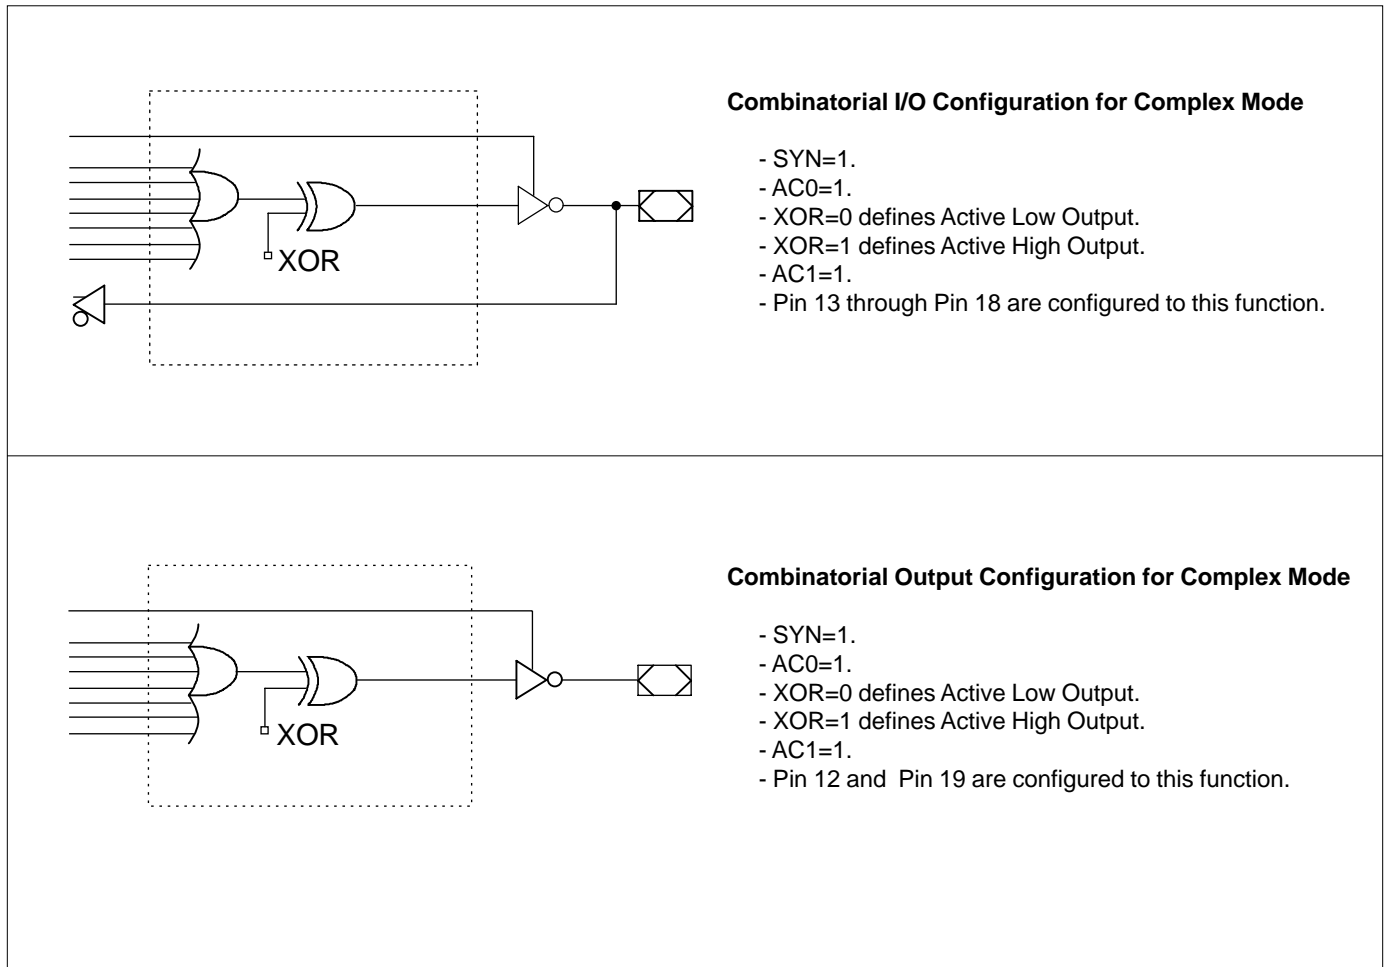 Combinatorial I/O Configuration for Complex Mode
- SYN=1.
- AC0=1.
- XOR=0 defines Active Low Output.
- XOR=1 defines Active High Output.
- AC1=1.
- Pin 13 through Pin 18 are configured to this function.
XOR
Combinatorial Output Configuration for Complex Mode
- SYN=1.
- AC0=1.
- XOR=0 defines Active Low Output.
- XOR=1 defines Active High Output.
- AC1=1.
- Pin 12 and  Pin 19 are configured to this function.
XOR